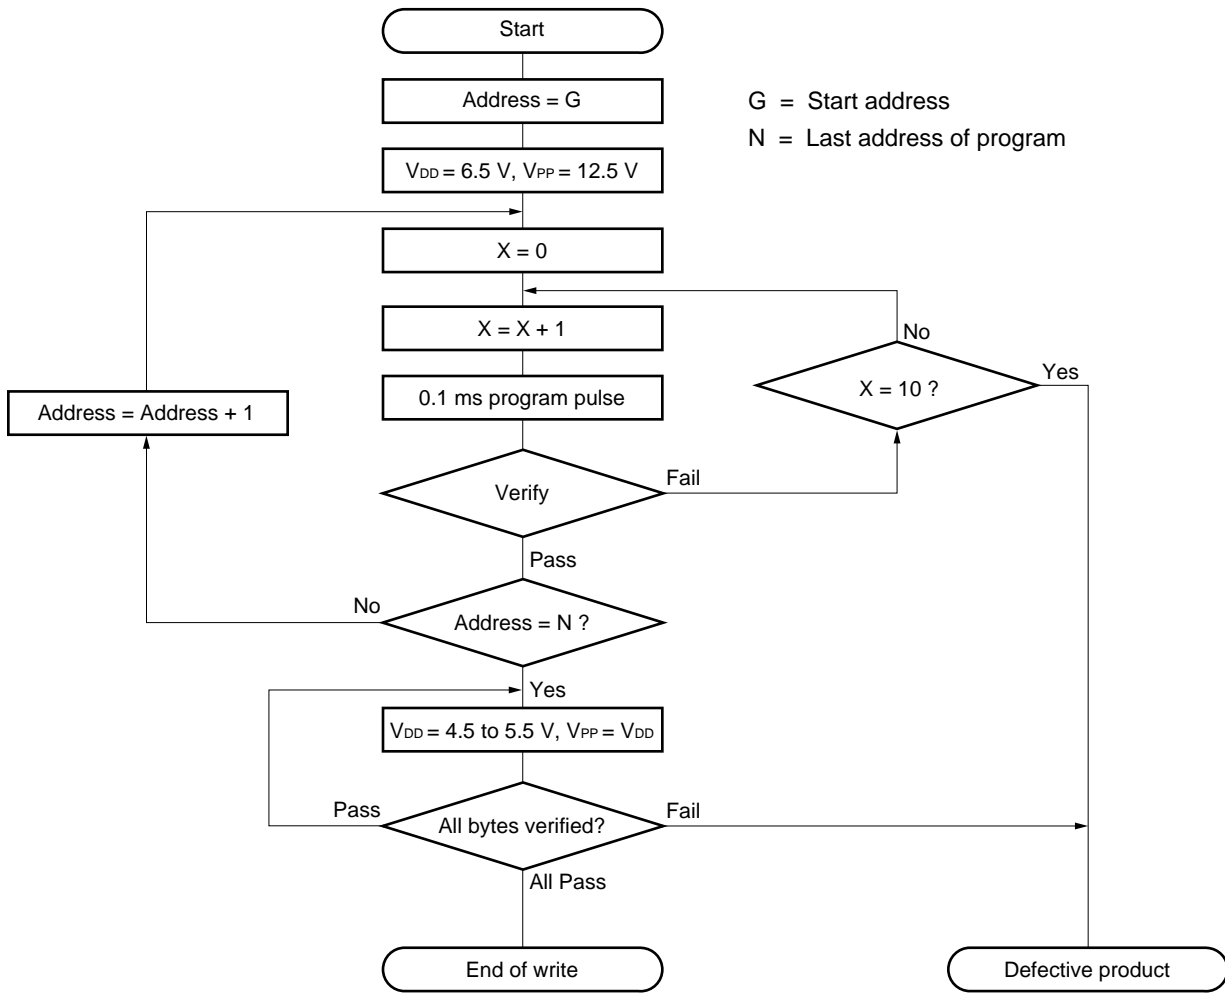 Start
Address = G
G = Start address
N = Last address of program
VDD = 6.5 V, VPP = 12.5 V
X = 0
X = X + 1
No
X = 10 ?
Yes
Address = Address + 1
0.1 ms program pulse
Verify
Fail
Pass
No
Address = N ?
Yes
VDD = 4.5 to 5.5 V, VPP = VDD
Pass
All bytes verified?
Fail
All Pass
End of write
Defective product